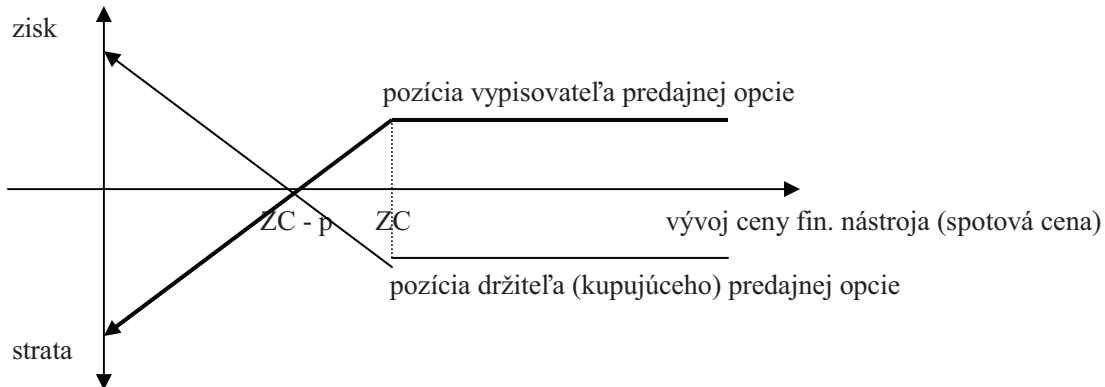 zisk
pozícia vypisovateľa predajnej opcie
ZC - p
ZC
vývoj ceny fin. nástroja (spotová cena)
pozícia držiteľa (kupujúceho) predajnej opcie
strata